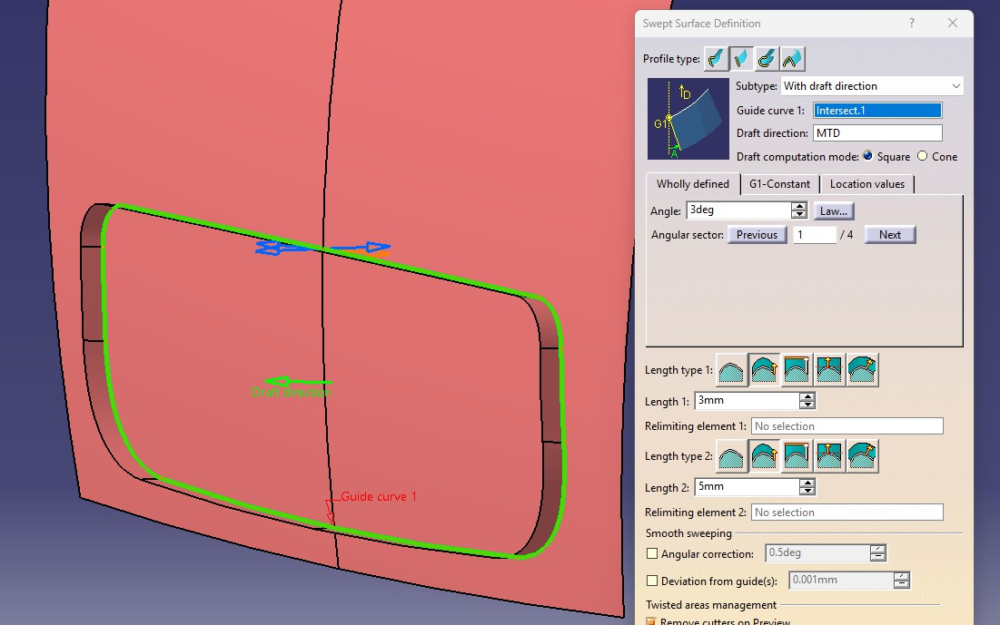 Swept Surface Definition
?
Profile type:
Subtype: With draft direction
D
G1
A
Guide curve 1: Intersect.1
Draft direction: MTD
Draft computation mode: Square Cone
Wholly defined G1-Constant Location values
Angle: 3deg Law...
Angular sector: Previous 1 / 4 Next
Length type 1:
Length 1: 3mm
Relimiting element 1: No selection
Length type 2:
Length 2: 5mm
Relimiting element 2: No selection
Smooth sweeping
Angular correction: 0.5deg
Deviation from guide(s): 0.001mm
Twisted areas management
Remove cutters on Preview
Draft direction
Guide curve 1